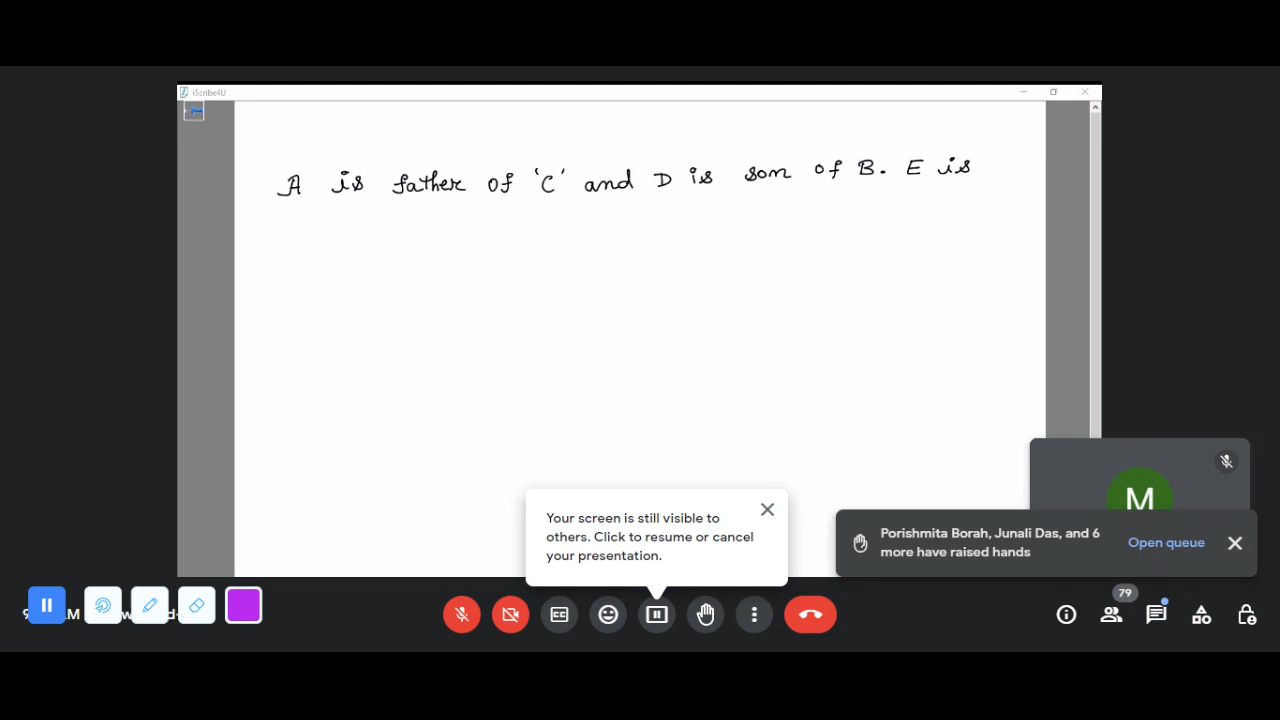 iScribe4U
A is father of 'C' and D is son of B. E is
M
Your screen is still visible to
others. Click to resume or cancel
your presentation.
Porishmita Borah, Junali Das, and 6
more have raised hands
Open queue
79